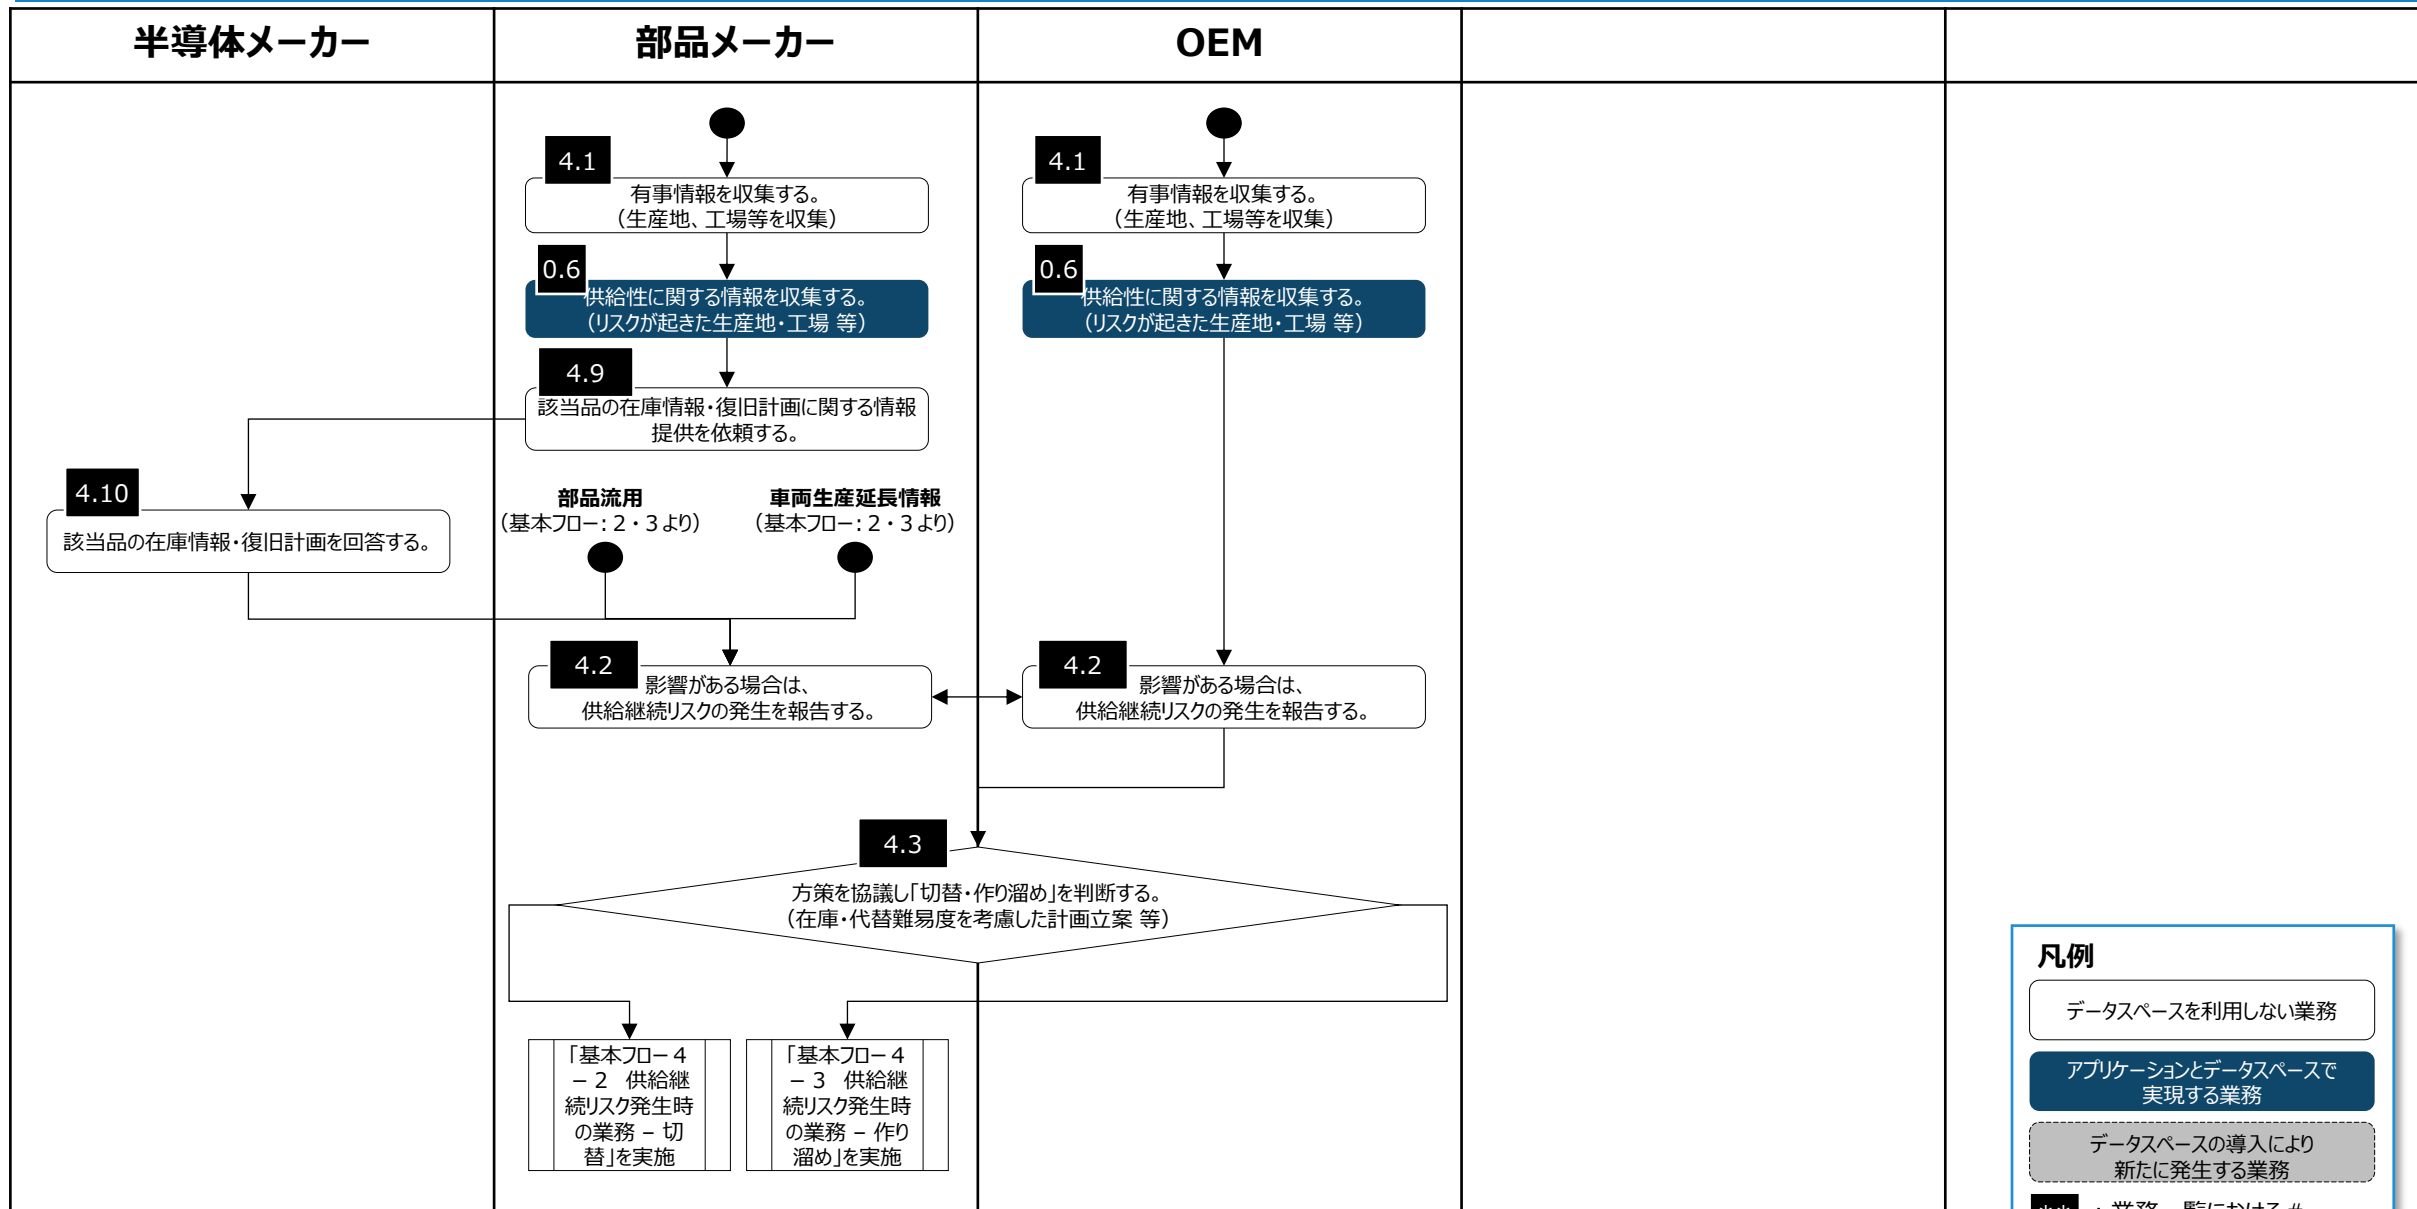 半導体メーカー
部品メーカー
OEM
4.1
有事情報を収集する。
（生産地、工場等を収集）
4.1
有事情報を収集する。
（生産地、工場等を収集）
0.6
供給性に関する情報を収集する。
（リスクが起きた生産地・工場 等）
0.6
供給性に関する情報を収集する。
（リスクが起きた生産地・工場 等）
4.9
該当品の在庫情報・復旧計画に関する情報
提供を依頼する。
4.10
該当品の在庫情報・復旧計画を回答する。
部品流用
（基本フロー：２・３より）
車両生産延長情報
（基本フロー：２・３より）
4.2
影響がある場合は、
供給継続リスクの発生を報告する。
4.2
影響がある場合は、
供給継続リスクの発生を報告する。
4.3
方策を協議し「切替・作り溜め」を判断する。
（在庫・代替難易度を考慮した計画立案 等）
「基本フロー４
－２　供給継
続リスク発生時
の業務 – 切
替」を実施
「基本フロー４
－３　供給継
続リスク発生時
の業務 – 作り
溜め」を実施
凡例
データスペースを利用しない業務
アプリケーションとデータスペースで
実現する業務
データスペースの導入により
新たに発生する業務